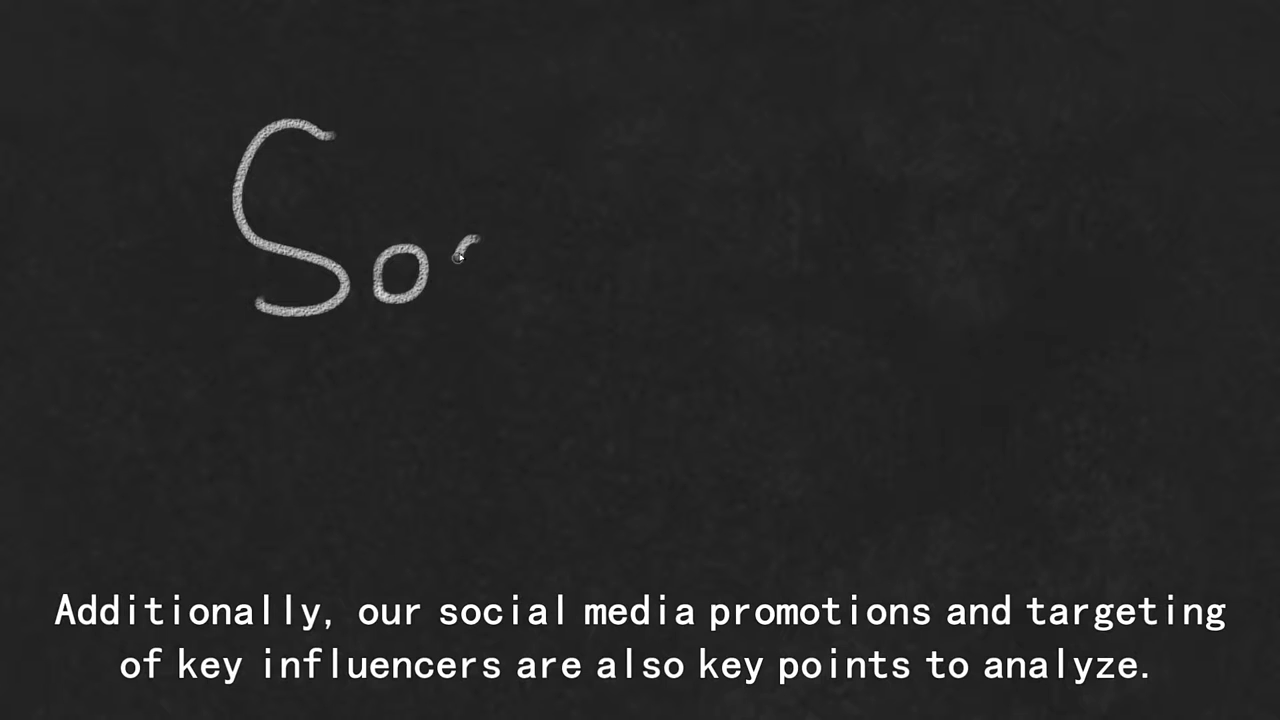 So
Additionally, our social media promotions and targeting
of key influencers are also key points to analyze.